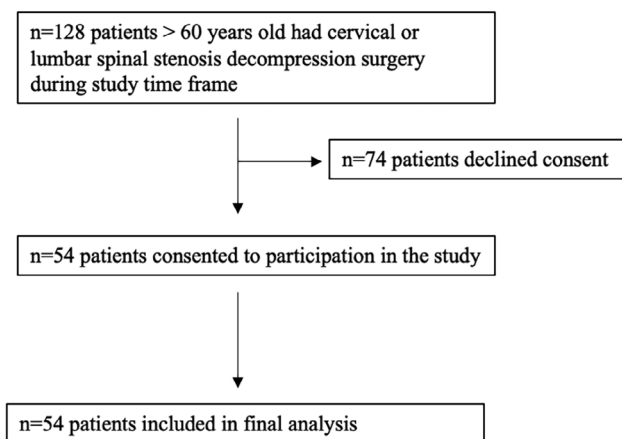 n=128 patients > 60 years old had cervical or
lumbar spinal stenosis decompression surgery
during study time frame
n=74 patients declined consent
n=54 patients consented to participation in the study
n=54 patients included in final analysis